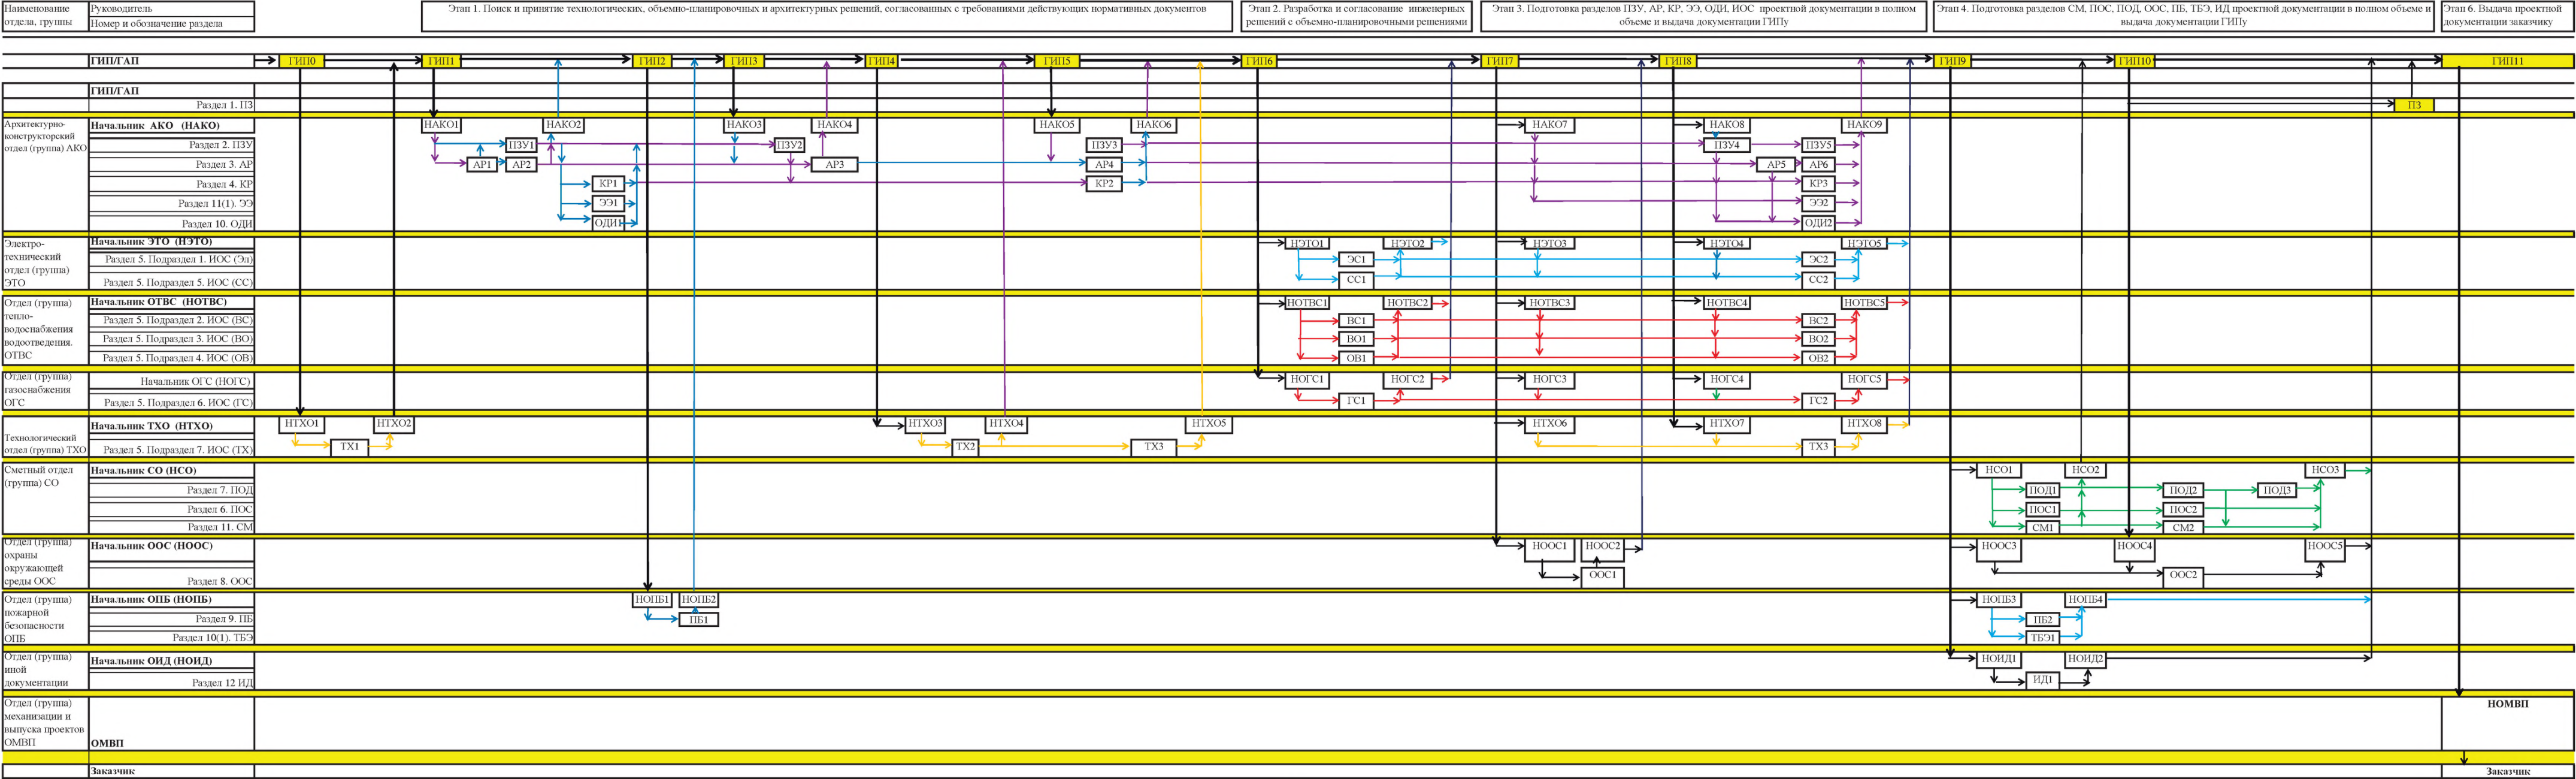 Наименование отдела, группы
Руководитель
Номер и обозначение раздела
Этап 1. Поиск и принятие технологических, объемно-планировочных и архитектурных решений, согласованных с требованиями действующих нормативных документов
Этап 2. Разработка и согласование инженерных
решений с объемно-планировочными решениями
Этап 3. Подготовка разделов ПЗУ, АР, КР, ЭЭ, ОДИ, ИОС проектной документации в полном
объеме и выдача документации ГИПу
Этап 4. Подготовка разделов СМ, ПОС, ПОД, ООС, ПБ, ТБЭ, ИД проектной документации в полном объеме и
выдача документации ГИПу
Этап 6. Выдача проектной
документации заказчику
ГИП/ГАП
ГИП0 ГИП1 ГИП2 ГИП3 ГИП4 ГИП5 ГИП6 ГИП7 ГИП8 ГИП9 ГИП10 ГИП11
ГИП/ГАП
Раздел 1. ПЗ
ПЗ
Архитектурно-
конструкторский
отдел (группа) АКО
Начальник АКО (НАКО)
НАКО1 НАКО2 НАКО3 НАКО4 НАКО5 НАКО6 НАКО7 НАКО8 НАКО9
Раздел 2. ПЗУ
ПЗУ1 ПЗУ2 ПЗУ3 ПЗУ4 ПЗУ5
Раздел 3. АР
АР1 АР2 АР3 АР4 АР5 АР6
Раздел 4. КР
КР1 КР2 КР3
Раздел 11(1). ЭЭ
ЭЭ1 ЭЭ2
Раздел 10. ОДИ
ОДИ1 ОДИ2
Электро-
технический
отдел (группа)
ЭТО
Начальник ЭТО (НЭТО)
НЭТО1 НЭТО2 НЭТО3 НЭТО4 НЭТО5
Раздел 5. Подраздел 1. ИОС (Эл)
ЭС1 ЭС2
Раздел 5. Подраздел 5. ИОС (СС)
СС1 СС2
Отдел (группа)
тепло-
водоснабжения
водоотведения.
ОТВС
Начальник ОТВС (НОТВС)
НОТВС1 НОТВС2 НОТВС3 НОТВС4 НОТВС5
Раздел 5. Подраздел 2. ИОС (ВС)
ВС1 ВС2
Раздел 5. Подраздел 3. ИОС (ВО)
ВО1 ВО2
Раздел 5. Подраздел 4. ИОС (ОВ)
ОВ1 ОВ2
Отдел (группа)
газоснабжения
ОГС
Начальник ОГС (НОГС)
НОГС1 НОГС2 НОГС3 НОГС4 НОГС5
Раздел 5. Подраздел 6. ИОС (ГС)
ГС1 ГС2
Технологический
отдел (группа) ТХО
Начальник ТХО (НТХО)
НТХО1 НТХО2 НТХО3 НТХО4 НТХО5 НТХО6 НТХО7 НТХО8
Раздел 5. Подраздел 7. ИОС (ТХ)
ТХ1 ТХ2 ТХ3 ТХ3
Сметный отдел
(группа) СО
Начальник СО (НСО)
НСО1 НСО2 НСО3
Раздел 7. ПОД
ПОД1 ПОД2 ПОД3
Раздел 6. ПОС
ПОС1 ПОС2
Раздел 11. СМ
СМ1 СМ2
Отдел (группа)
охраны
окружающей
среды ООС
Начальник ООС (НООС)
НООС1 НООС2 НООС3 НООС4 НООС5
Раздел 8. ООС
ООС1 ООС2
Отдел (группа)
пожарной
безопасности
ОПБ
Начальник ОПБ (НОПБ)
НОПБ1 НОПБ2 НОПБ3 НОПБ4
Раздел 9. ПБ
ПБ1 ПБ2
Раздел 10(1). ТБЭ
ТБЭ1
Отдел (группа)
иной
документации
Начальник ОИД (НОИД)
НОИД1 НОИД2
Раздел 12 ИД
ИД1
Отдел (группа)
механизации и
выпуска проектов
ОМВП
ОМВП
НОМВП
Заказчик
Заказчик